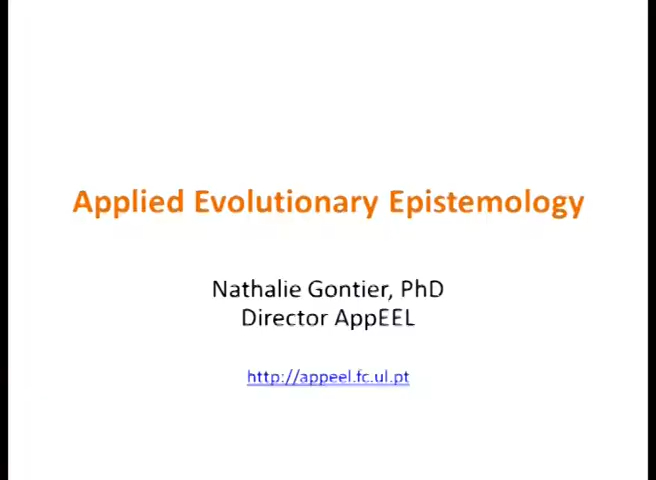 Applied Evolutionary Epistemology
Nathalie Gontier, PhD
Director AppEEL
http://appeel.fc.ul.pt